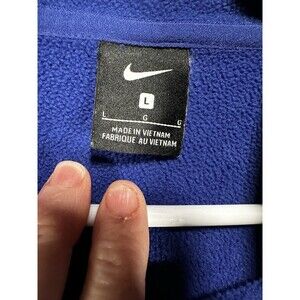 L
L G G
MADE IN VIETNAM
FABRIQUE AU VIETNAM